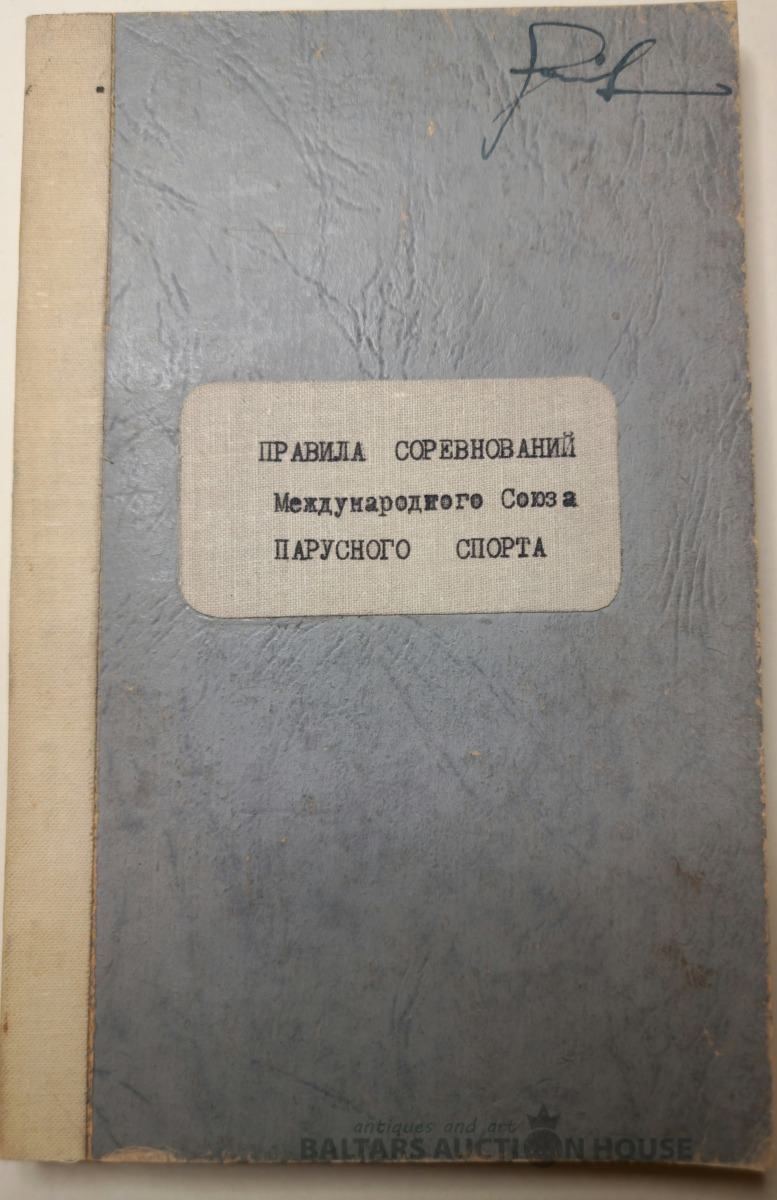 ПРАВИЛА СОРЕВНОВАНИЙ
Международного Союза
ПАРУСНОГО СПОРТА
antiques and art
BALTARS AUCTION HOUSE